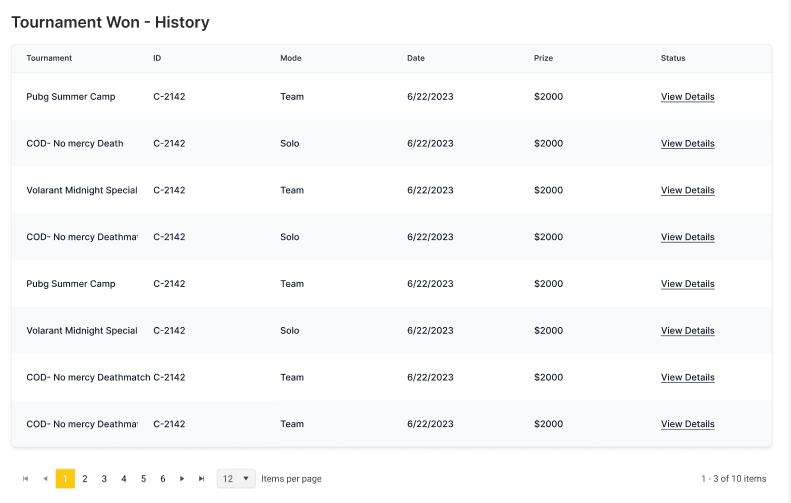 Tournament Won - History
Tournament ID Mode Date Prize Status
Pubg Summer Camp C-2142 Team 6/22/2023 $2000 View Details
COD- No mercy Death C-2142 Solo 6/22/2023 $2000 View Details
Volarant Midnight Special C-2142 Team 6/22/2023 $2000 View Details
COD- No mercy Deathma C-2142 Solo 6/22/2023 $2000 View Details
Pubg Summer Camp C-2142 Team 6/22/2023 $2000 View Details
Volarant Midnight Special C-2142 Solo 6/22/2023 $2000 View Details
COD- No mercy Deathmatch C-2142 Team 6/22/2023 $2000 View Details
COD- No mercy Deathma C-2142 Team 6/22/2023 $2000 View Details
1 2 3 4 5 6 12 Items per page 1 - 3 of 10 items